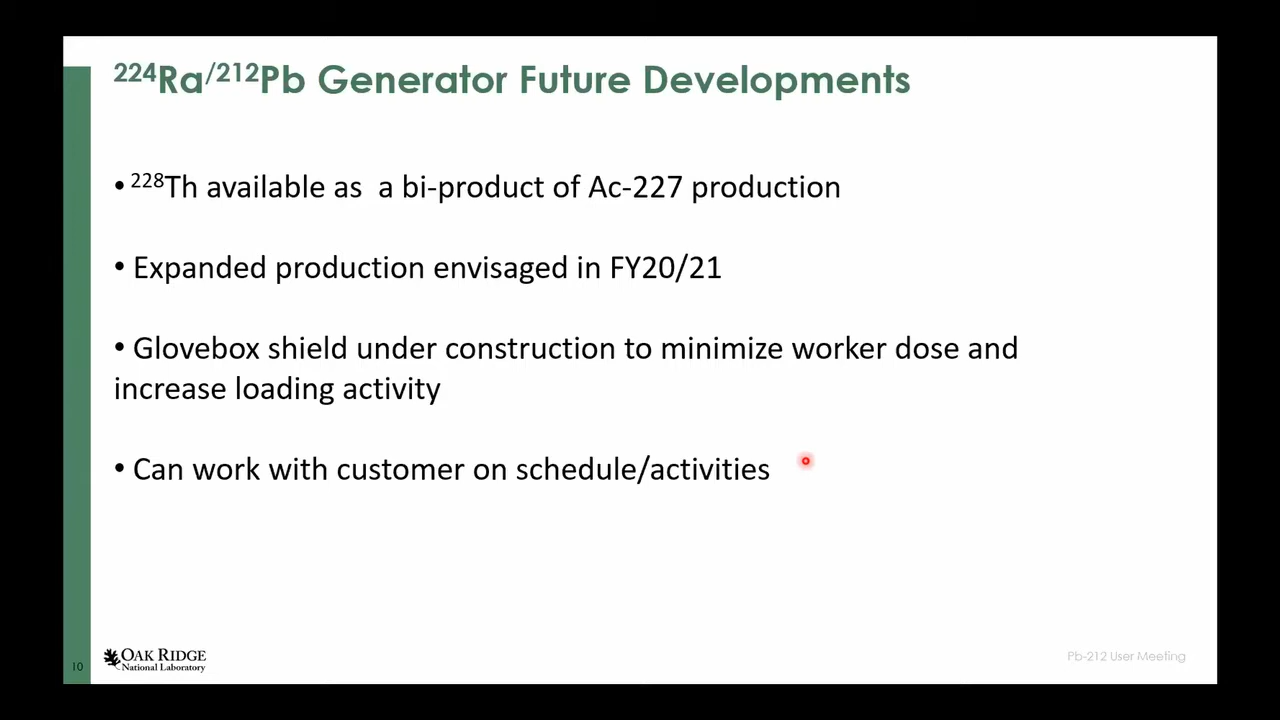 ²²⁴Ra/²¹²Pb Generator Future Developments
• ²²⁸Th available as  a bi-product of Ac-227 production
• Expanded production envisaged in FY20/21
• Glovebox shield under construction to minimize worker dose and
increase loading activity
• Can work with customer on schedule/activities
10
OAK RIDGE
National Laboratory
Pb-212 User Meeting